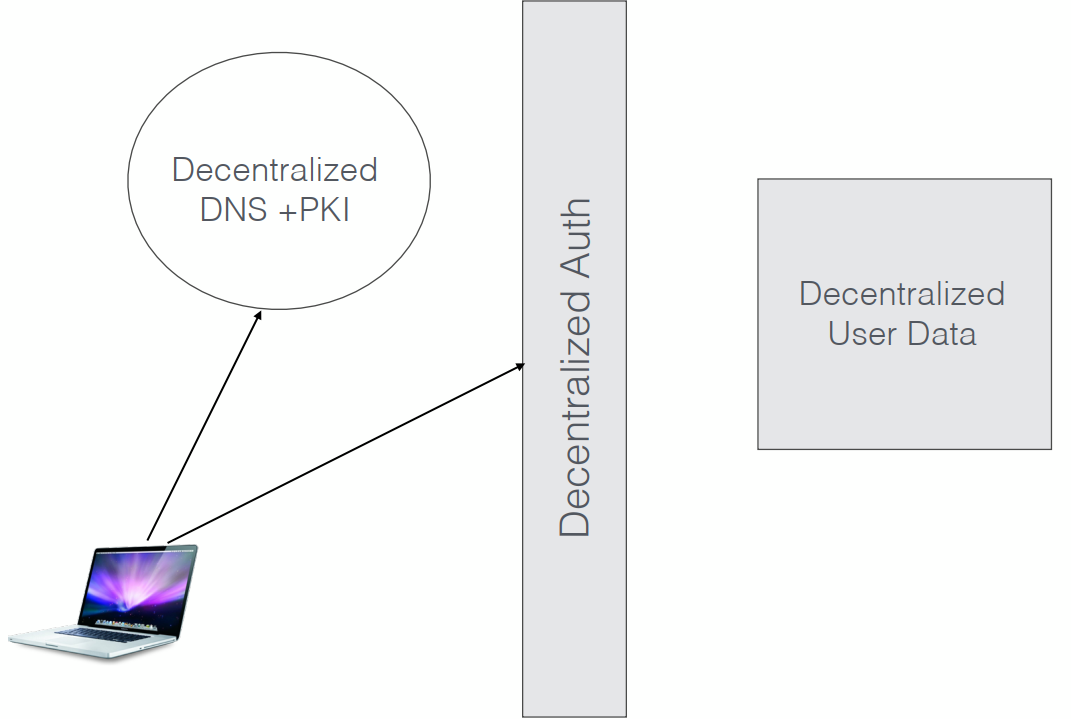 Decentralized
DNS +PKI
Decentralized Auth
Decentralized
User Data